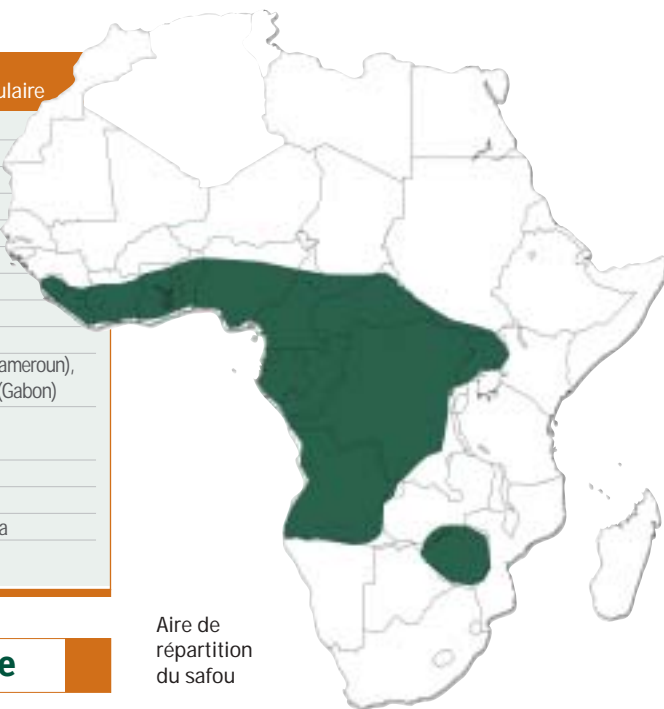 ulaire
ameroun),
(Gabon)
a
e
Aire de
répartition
du safou